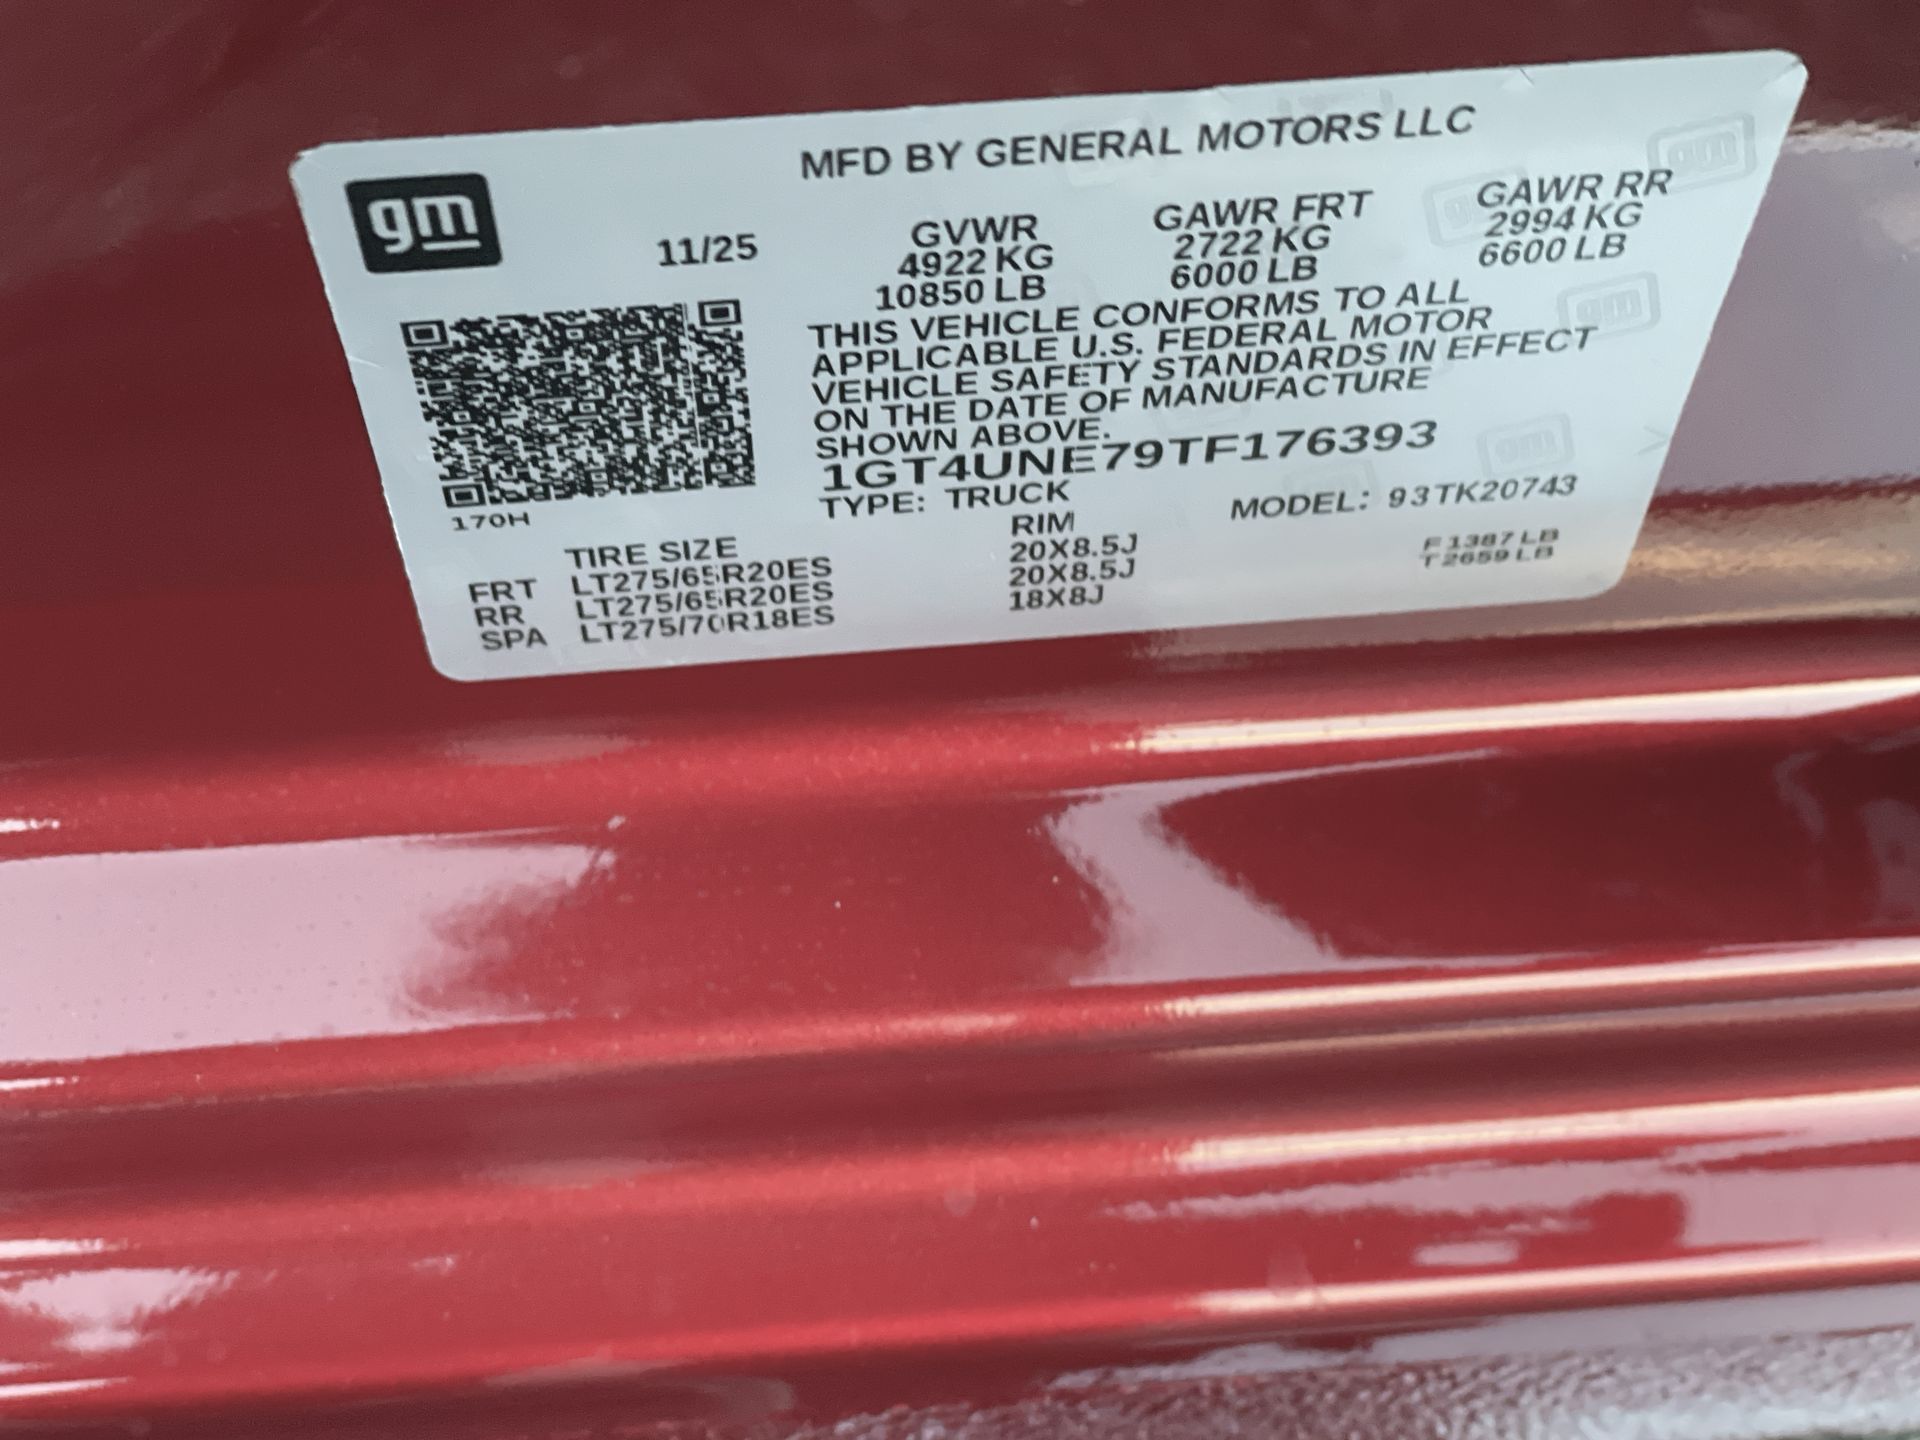 gm
MFD BY GENERAL MOTORS LLC
11/25 GVWR GAWR FRT GAWR RR
4922 KG 2722 KG 2994 KG
10850 LB 6000 LB 6600 LB
THIS VEHICLE CONFORMS TO ALL
APPLICABLE U.S. FEDERAL MOTOR
VEHICLE SAFETY STANDARDS IN EFFECT
ON THE DATE OF MANUFACTURE
SHOWN ABOVE.
1GT4UNE79TF176393
TYPE: TRUCK MODEL: 93TK20743
170H
TIRE SIZE RIM
FRT LT275/65R20ES 20X8.5J F 1387 LB
RR LT275/65R20ES 20X8.5J T 2659 LB
SPA LT275/70R18ES 18X8J